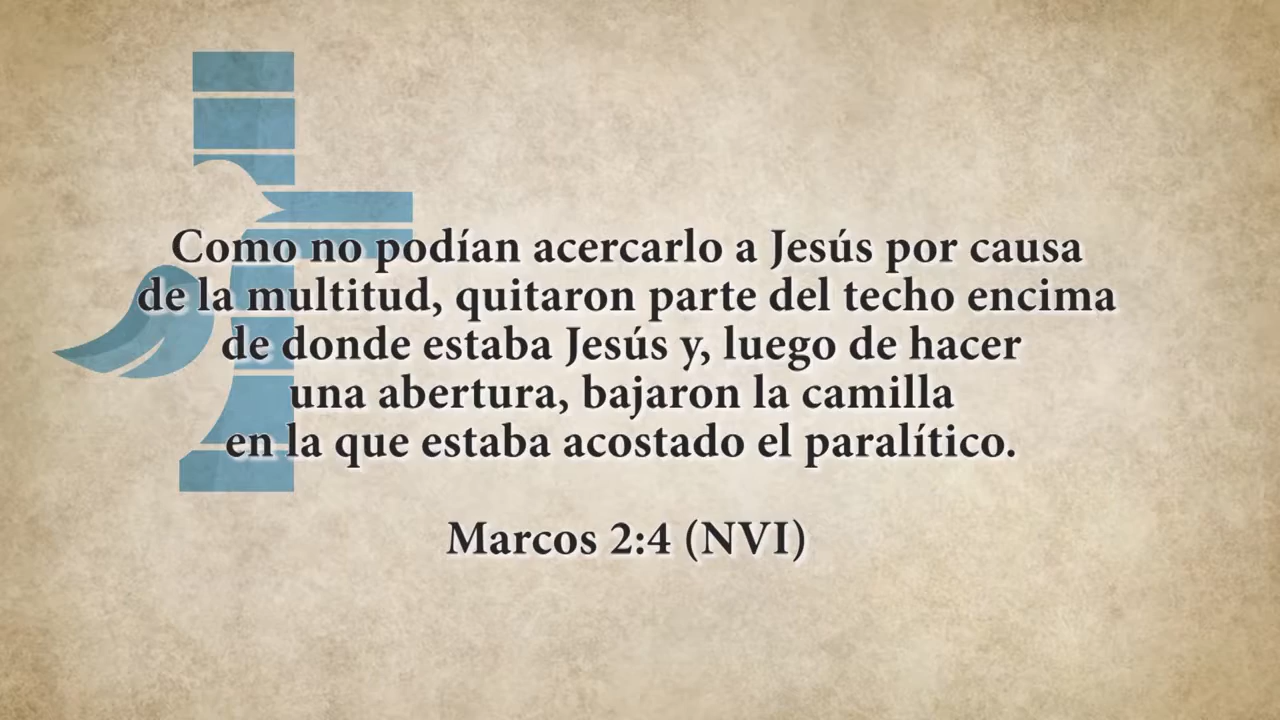 Como no podían acercarlo a Jesús por causa
de la multitud, quitaron parte del techo encima
de donde estaba Jesús y, luego de hacer
una abertura, bajaron la camilla
en la que estaba acostado el paralítico.
Marcos 2:4 (NVI)